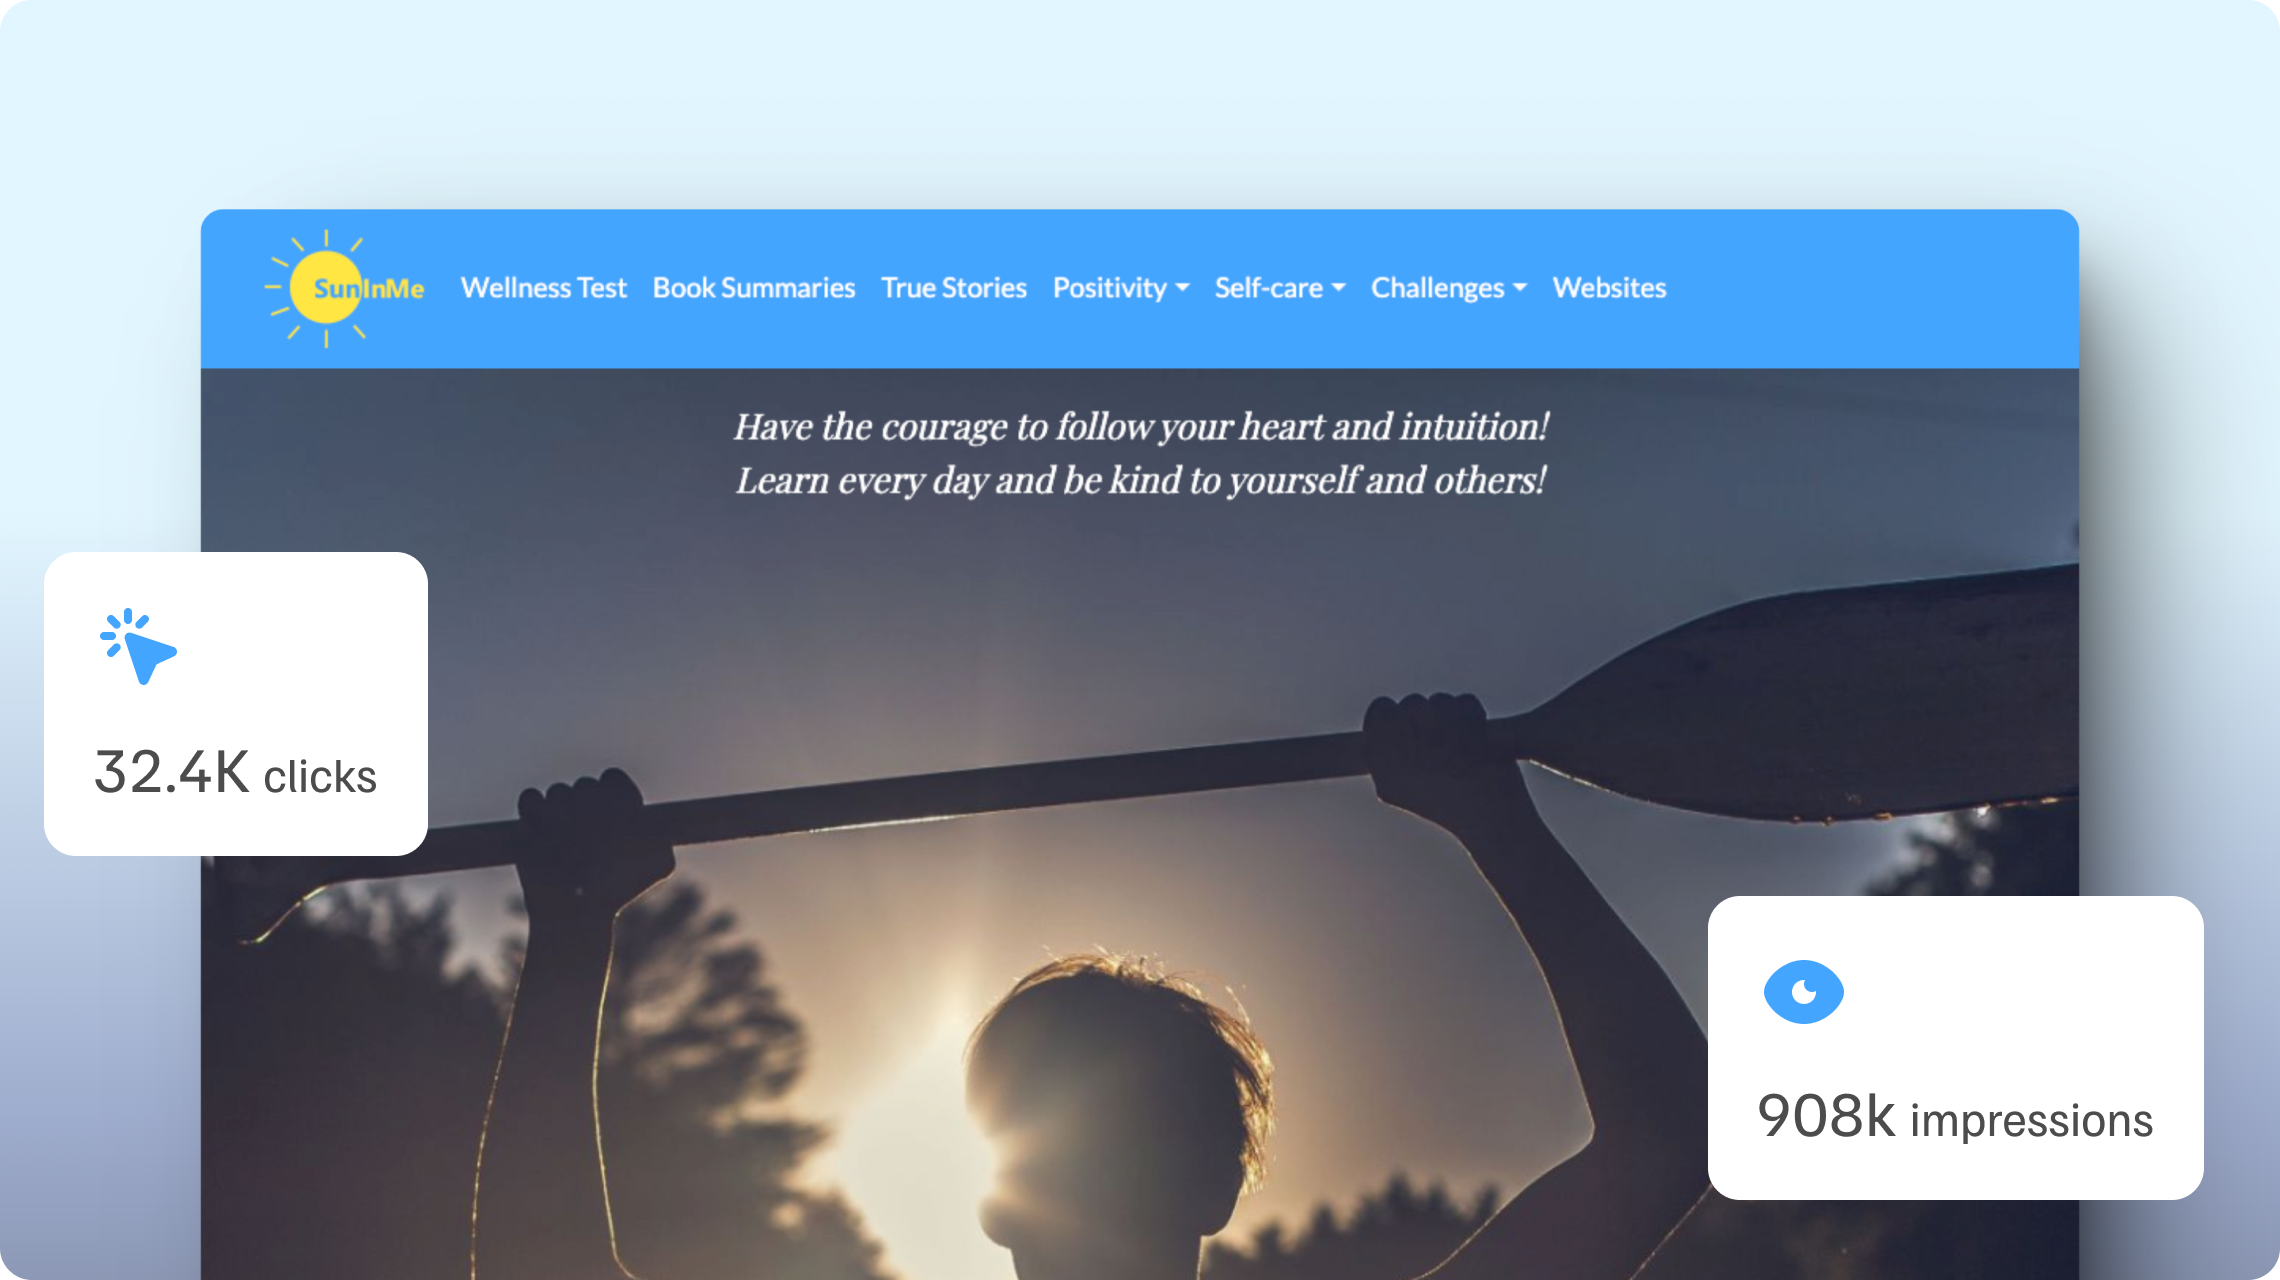 SunInMe Wellness Test Book Summaries True Stories Positivity Self-care Challenges Websites
Have the courage to follow your heart and intuition!
Learn every day and be kind to yourself and others!
32.4K clicks
908k impressions